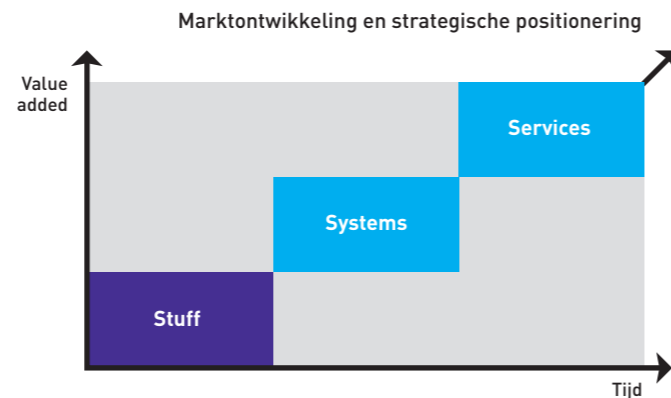 Marktontwikkeling en strategische positionering
Value
added
Services
Systems
Stuff
Tijd